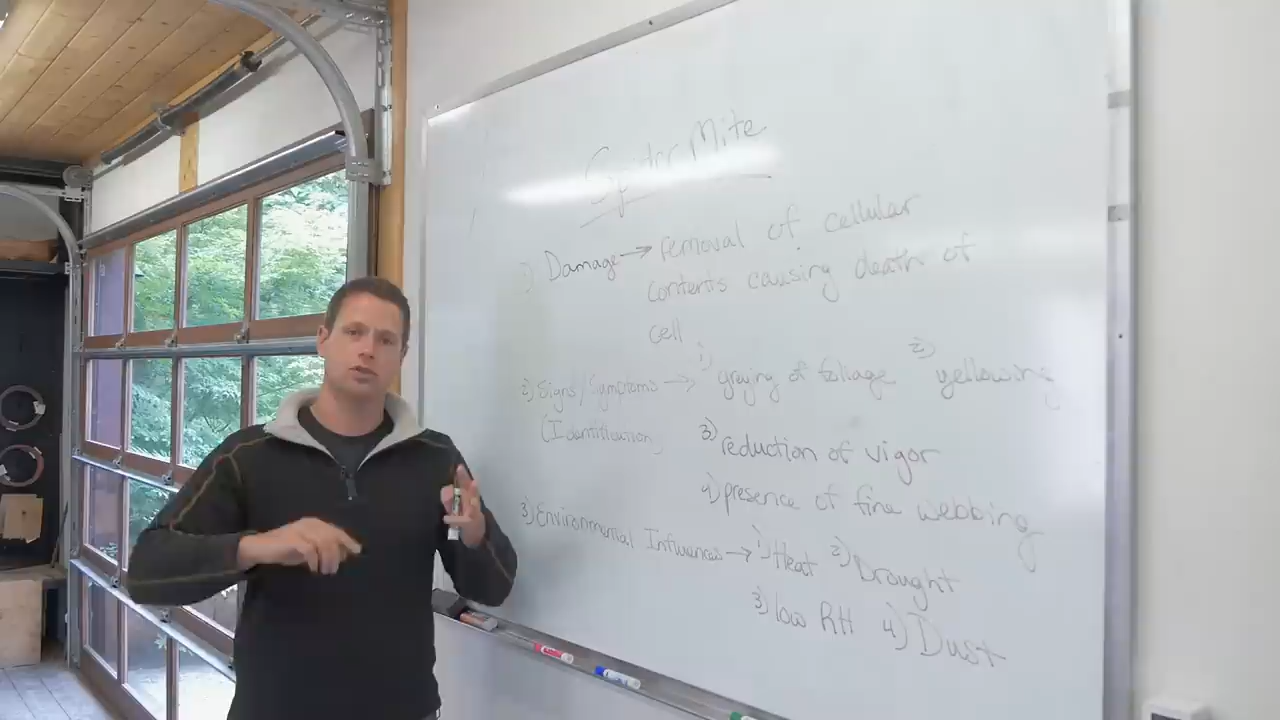 Spider Mite
1) Damage → removal of cellular
contents causing death of
cell
2) Signs/Symptoms → 1) graying of foliage 2) yellowing
(Identification)
3) reduction of vigor
4) presence of fine webbing
3) Environmental Influences → 1) Heat 2) Drought
3) low RH 4) Dust